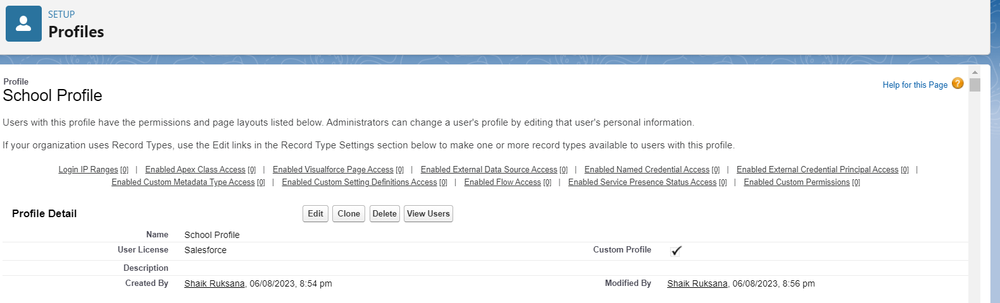 SETUP
Profiles
Profile
School Profile
Help for this Page ?
Users with this profile have the permissions and page layouts listed below. Administrators can change a user's profile by editing that user's personal information.
If your organization uses Record Types, use the Edit links in the Record Type Settings section below to make one or more record types available to users with this profile.
Login IP Ranges [0] | Enabled Apex Class Access [0] | Enabled Visualforce Page Access [0] | Enabled External Data Source Access [0] | Enabled Named Credential Access [0] | Enabled External Credential Principal Access [0] |
Enabled Custom Metadata Type Access [0] | Enabled Custom Setting Definitions Access [0] | Enabled Flow Access [0] | Enabled Service Presence Status Access [0] | Enabled Custom Permissions [0]
Profile Detail Edit Clone Delete View Users
Name School Profile
User License Salesforce Custom Profile
Description
Created By Shaik Ruksana, 06/08/2023, 8:54 pm Modified By Shaik Ruksana, 06/08/2023, 8:56 pm